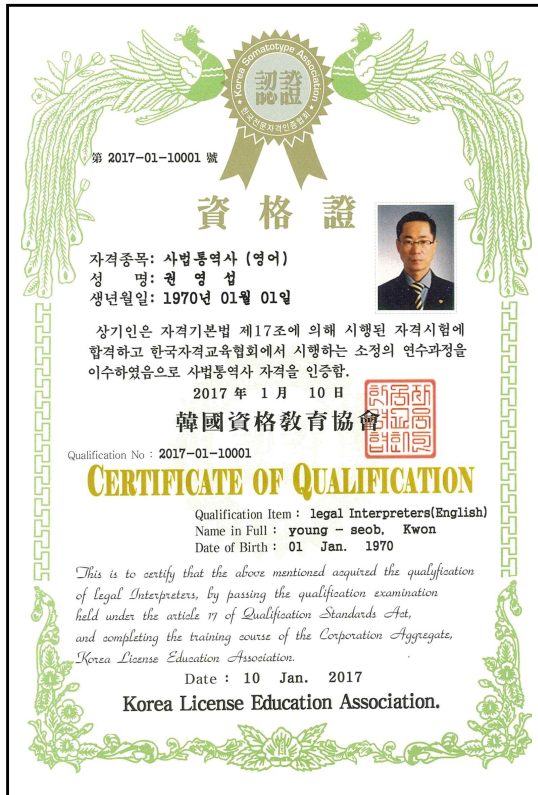 Korea Somatotype Association
認證
한국전문자격인증협회
第 2017-01-10001 號
資格證
자격종목: 사법통역사 (영어)
성 명: 권 영 섭
생년월일: 1970년 01월 01일
상기인은 자격기본법 제17조에 의해 시행된 자격시험에
합격하고 한국자격교육협회에서 시행하는 소정의 연수과정을
이수하였음으로 사법통역사 자격을 인증함.
2017 年 1 月 10 日
韓國資格敎育協會
Qualification No : 2017-01-10001
CERTIFICATE OF QUALIFICATION
Qualification Item : legal Interpreters(English)
Name in Full : young - seob, Kwon
Date of Birth : 01 Jan. 1970
This is to certify that the above mentioned acquired the qualyfication
of legal Interpreters, by passing the qualification examination
held under the article 17 of Qualification Standards Act,
and completing the training course of the Corporation Aggregate,
Korea License Education Association.
Date : 10 Jan. 2017
Korea License Education Association.